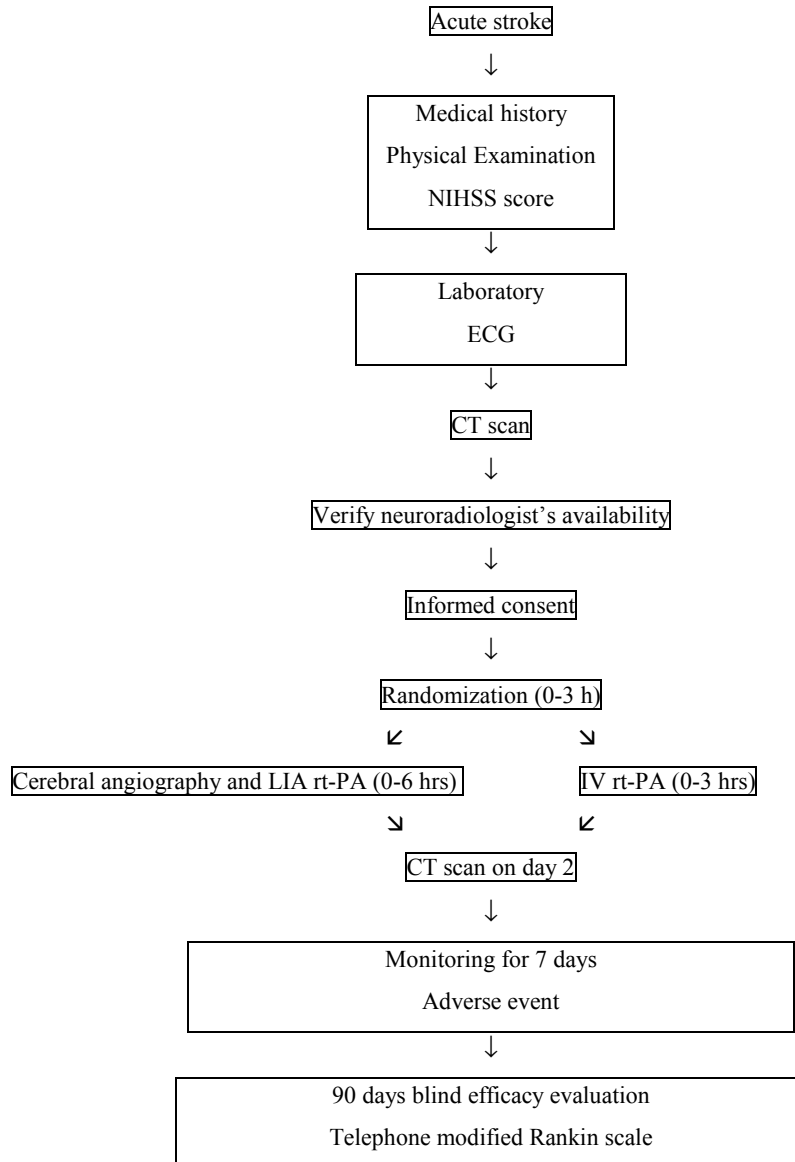 Acute stroke
↓
Medical history
Physical Examination
NIHSS score
↓
Laboratory
ECG
↓
CT scan
↓
Verify neuroradiologist’s availability
↓
Informed consent
↓
Randomization (0-3 h)
↙ ↘
Cerebral angiography and LIA rt-PA (0-6 hrs) IV rt-PA (0-3 hrs)
↘ ↙
CT scan on day 2
↓
Monitoring for 7 days
Adverse event
↓
90 days blind efficacy evaluation
Telephone modified Rankin scale